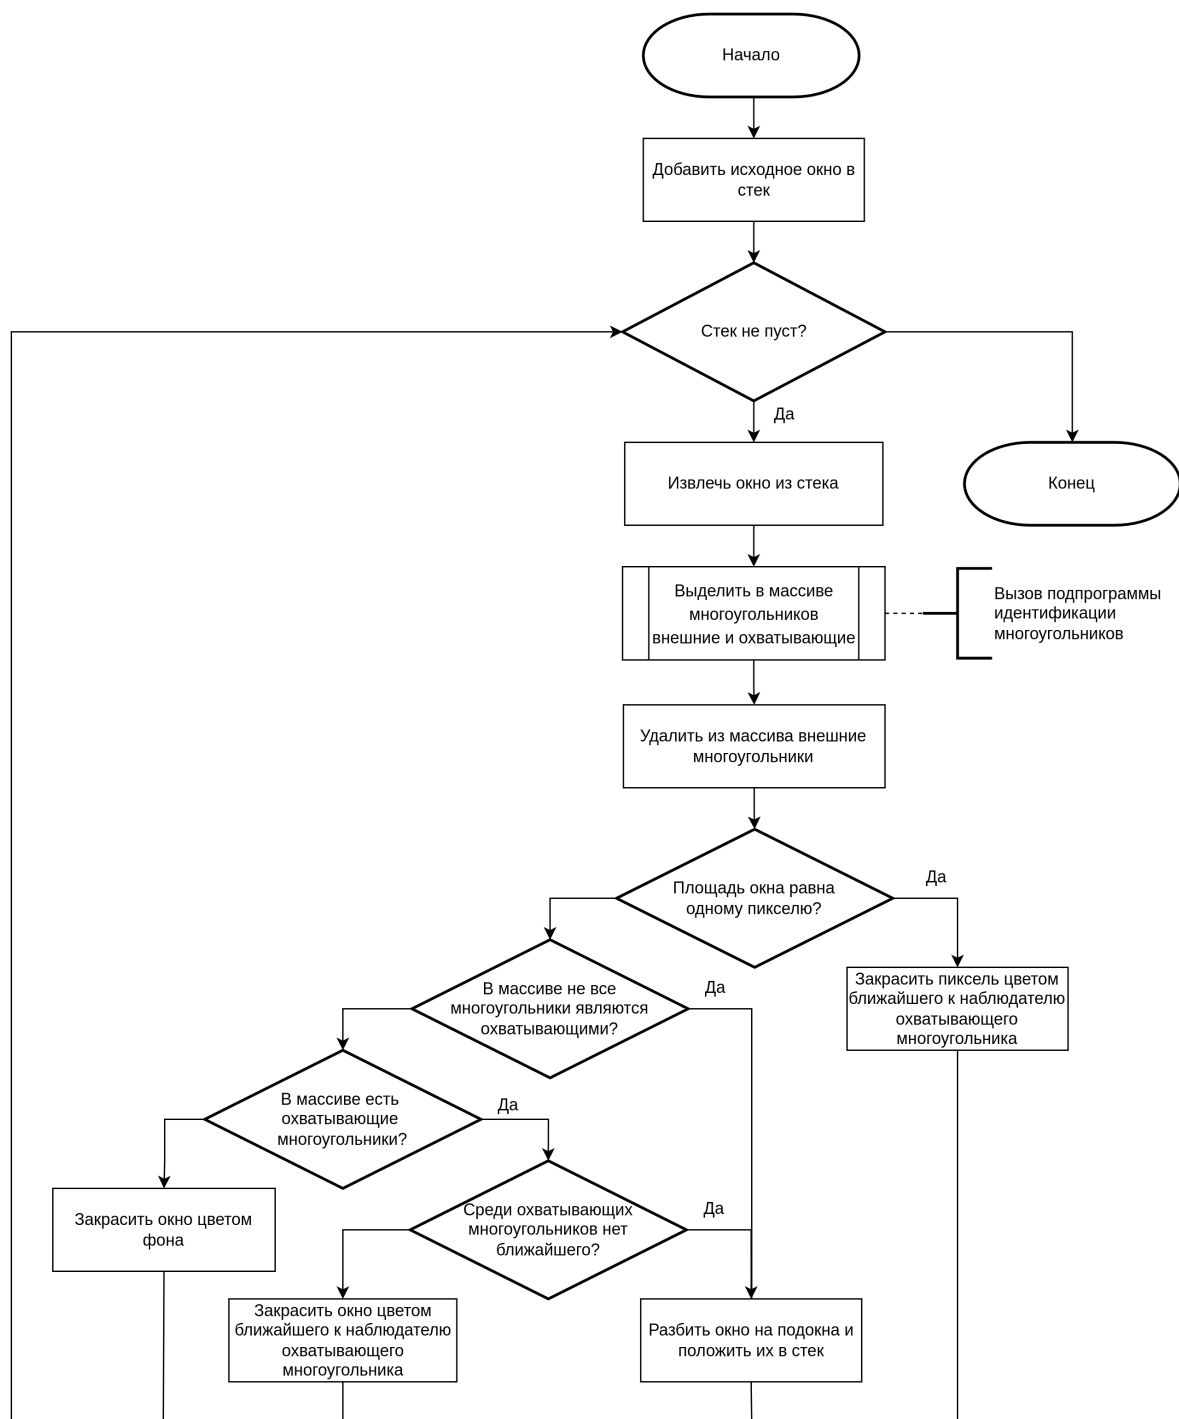 Начало
Добавить исходное окно в
стек
Стек не пуст?
Да
Извлечь окно из стека
Конец
Выделить в массиве
многоугольников
внешние и охватывающие
Вызов подпрограммы
идентификации
многоугольников
Удалить из массива внешние
многоугольники
Площадь окна равна
одному пикселю?
Да
В массиве не все
многоугольники являются
охватывающими?
Да
Закрасить пиксель цветом
ближайшего к наблюдателю
охватывающего
многоугольника
В массиве есть
охватывающие
многоугольники?
Да
Закрасить окно цветом
фона
Среди охватывающих
многоугольников нет
ближайшего?
Да
Закрасить окно цветом
ближайшего к наблюдателю
охватывающего
многоугольника
Разбить окно на подокна и
положить их в стек